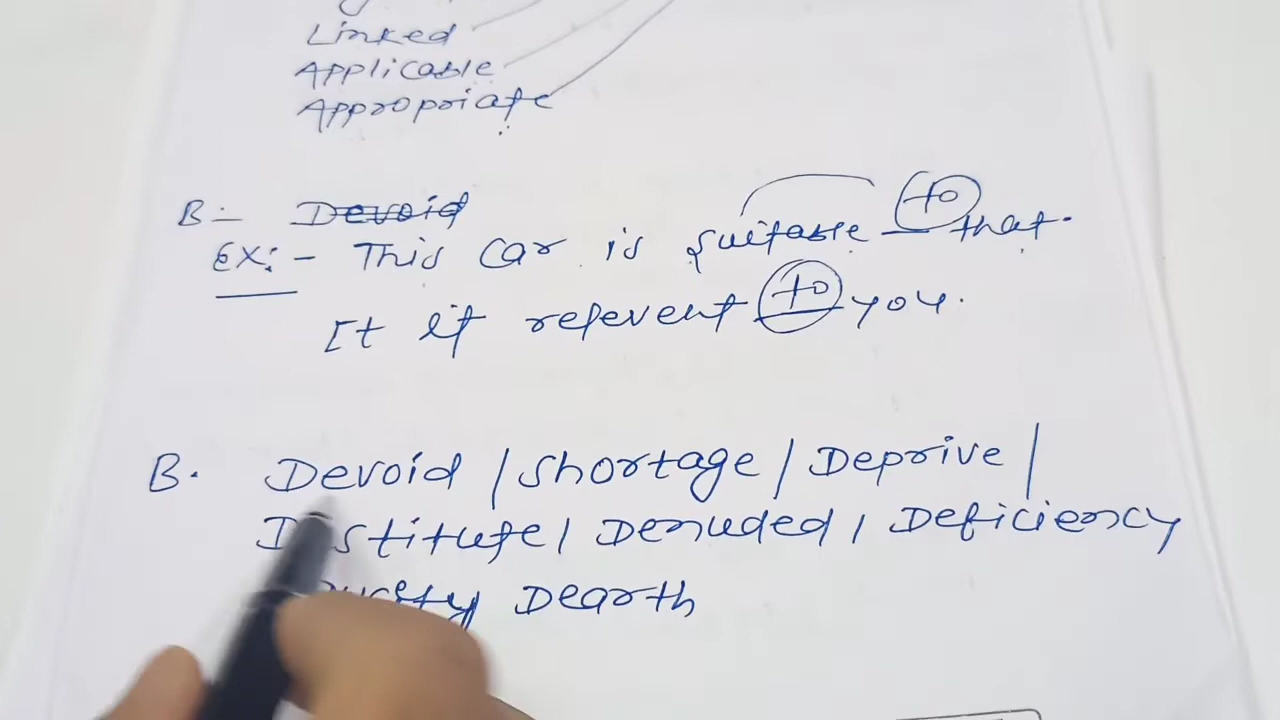 Linked
Applicable
Appropriate
B:- Devoid
Ex:- This Car is suitable to that.
It is relevent to you.
B. Devoid / Shortage / Deprive /
Denuded / Deficiency
Dearth